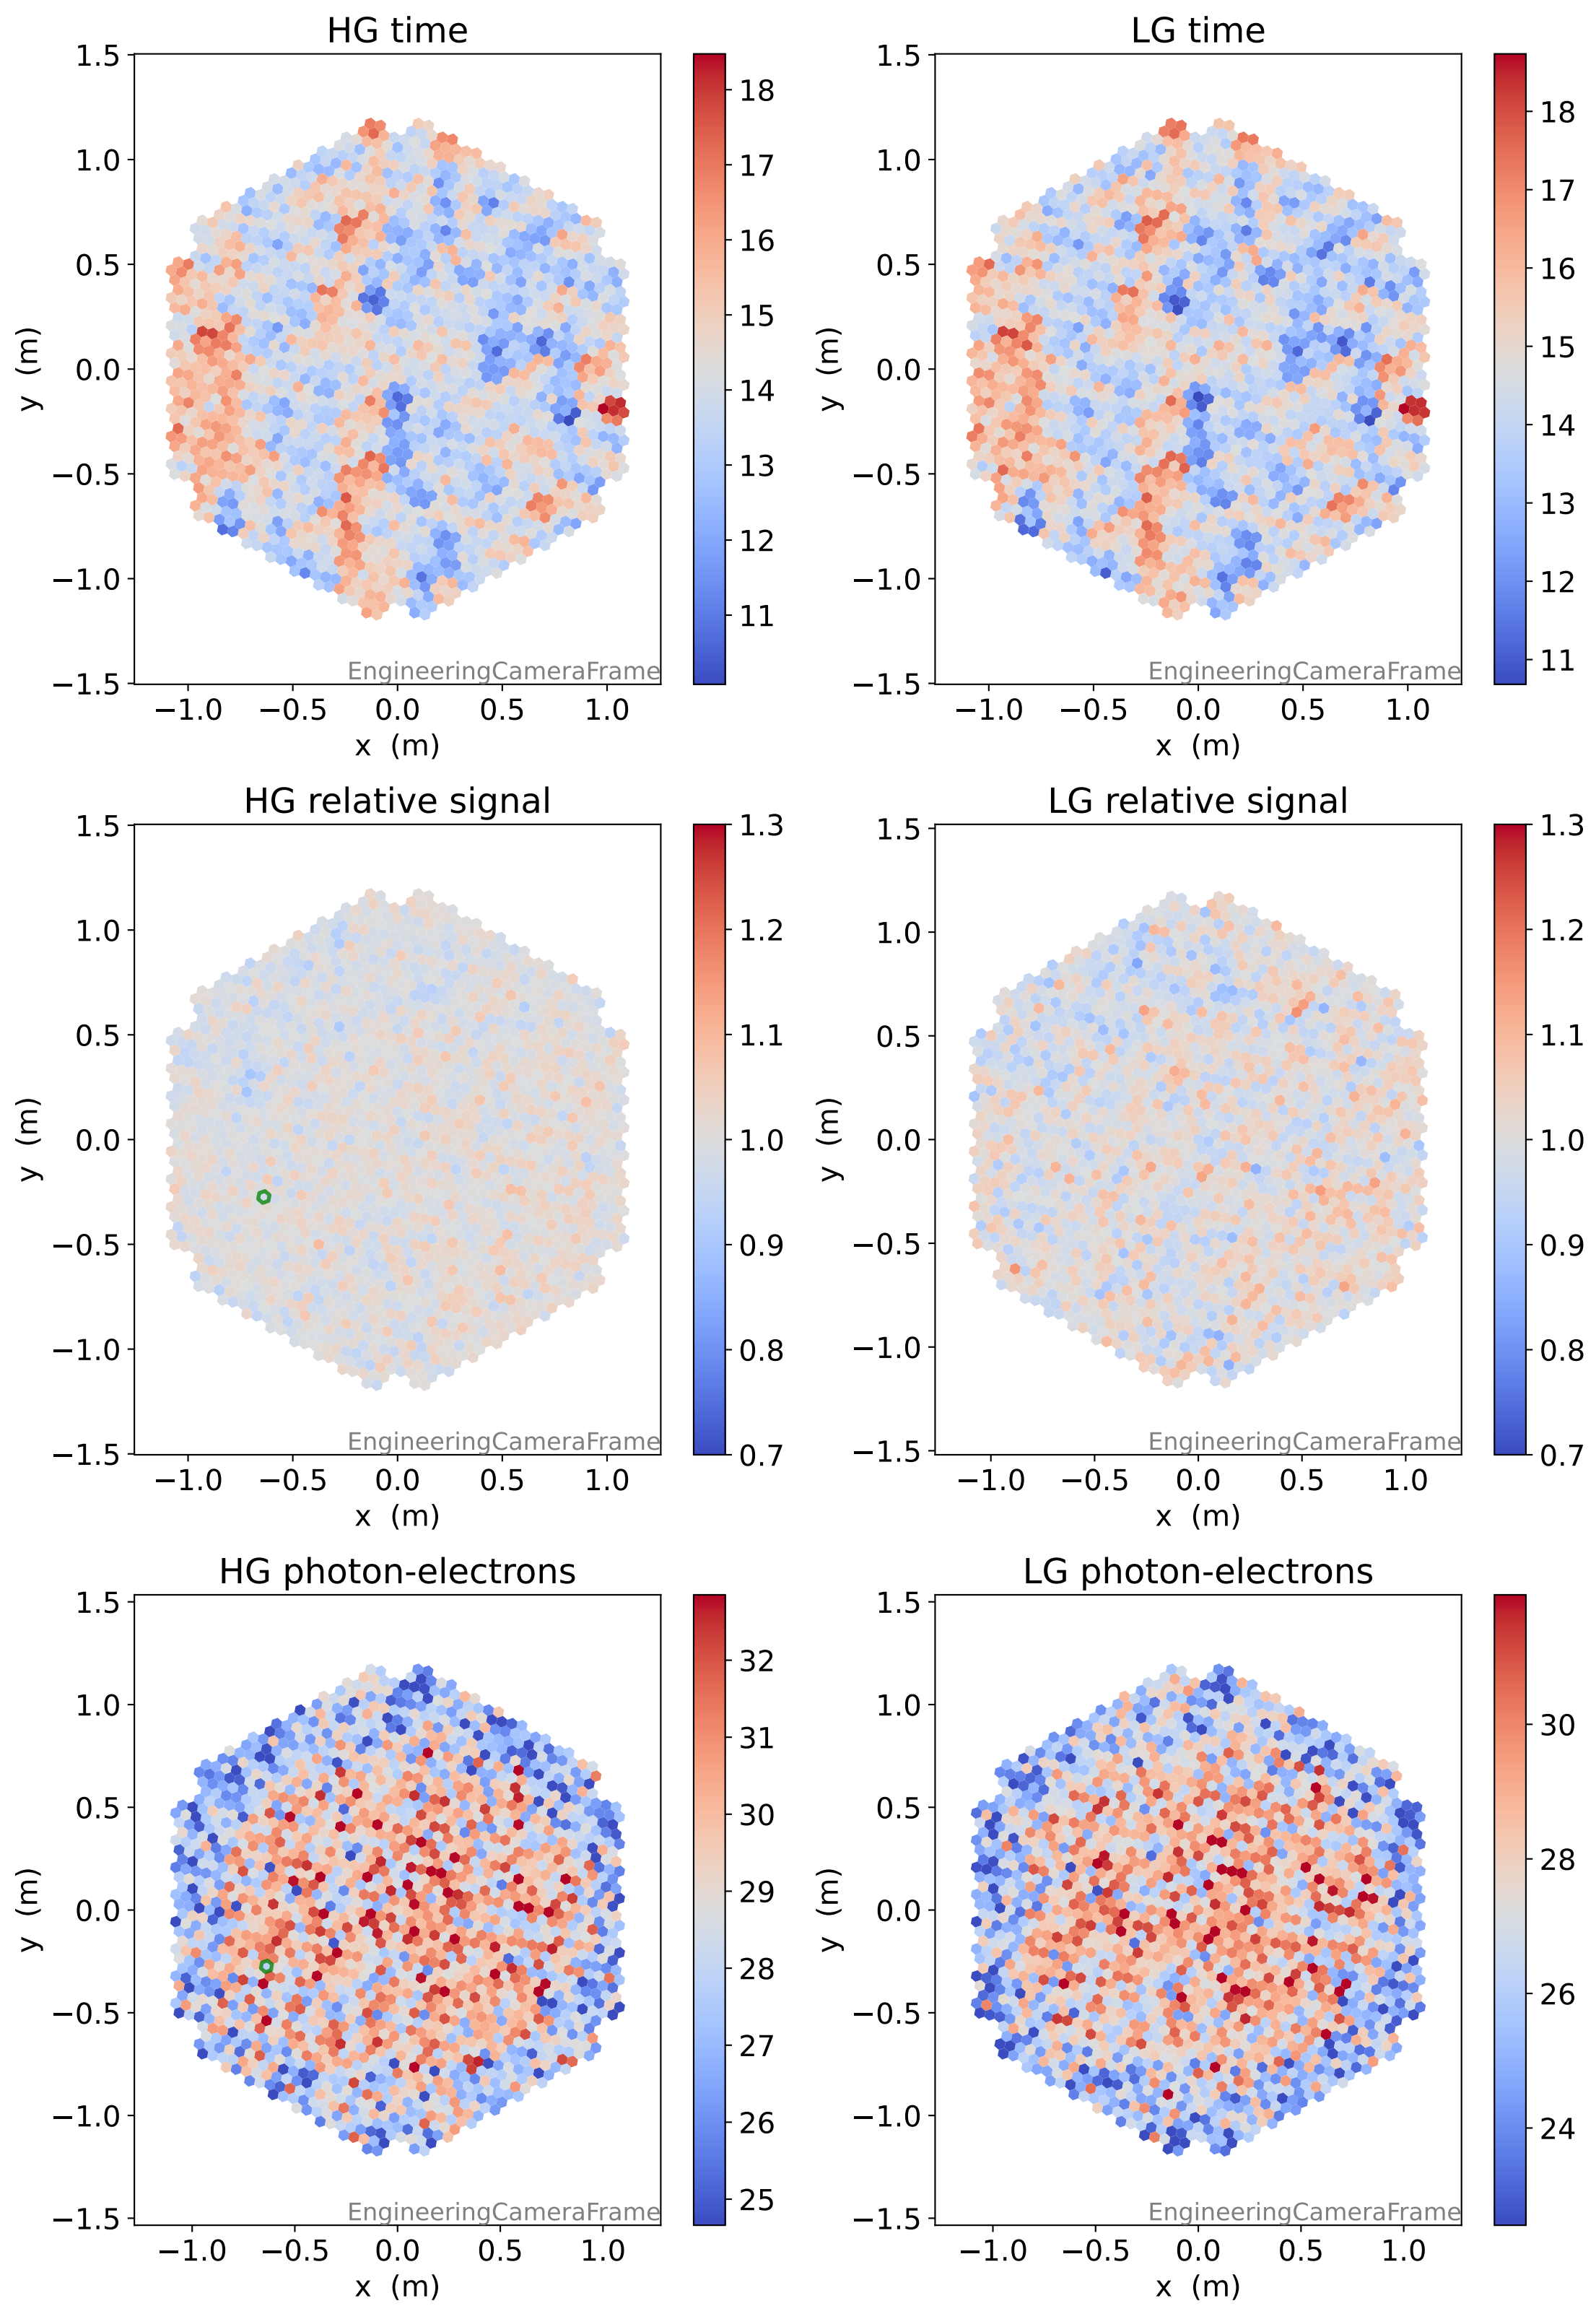 HG time
1.5
1.0
0.5
0.0
−0.5
−1.0
−1.5
y (m)
−1.0 −0.5 0.0 0.5 1.0
x (m)
EngineeringCameraFrame
18
17
16
15
14
13
12
11
LG time
1.5
1.0
0.5
0.0
−0.5
−1.0
−1.5
y (m)
−1.0 −0.5 0.0 0.5 1.0
x (m)
EngineeringCameraFrame
18
17
16
15
14
13
12
11
HG relative signal
1.5
1.0
0.5
0.0
−0.5
−1.0
−1.5
y (m)
−1.0 −0.5 0.0 0.5 1.0
x (m)
EngineeringCameraFrame
1.3
1.2
1.1
1.0
0.9
0.8
0.7
LG relative signal
1.5
1.0
0.5
0.0
−0.5
−1.0
−1.5
y (m)
−1.0 −0.5 0.0 0.5 1.0
x (m)
EngineeringCameraFrame
1.3
1.2
1.1
1.0
0.9
0.8
0.7
HG photon-electrons
1.5
1.0
0.5
0.0
−0.5
−1.0
−1.5
y (m)
−1.0 −0.5 0.0 0.5 1.0
x (m)
EngineeringCameraFrame
32
31
30
29
28
27
26
25
LG photon-electrons
1.5
1.0
0.5
0.0
−0.5
−1.0
−1.5
y (m)
−1.0 −0.5 0.0 0.5 1.0
x (m)
EngineeringCameraFrame
30
28
26
24